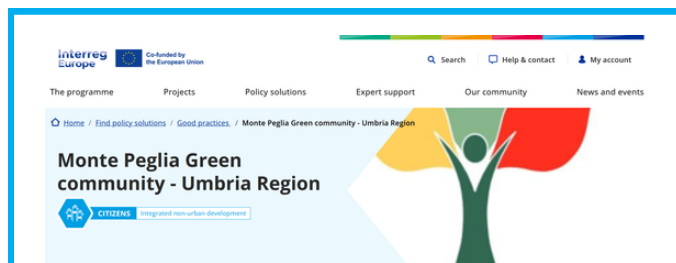 Interreg
Europe
Co-funded by
the European Union
Search
Help & contact
My account
The programme
Projects
Policy solutions
Expert support
Our community
News and events
Home / Find policy solutions / Good practices / Monte Peglia Green community - Umbria Region
Monte Peglia Green
community - Umbria Region
CITIZENS
Integrated non-urban development